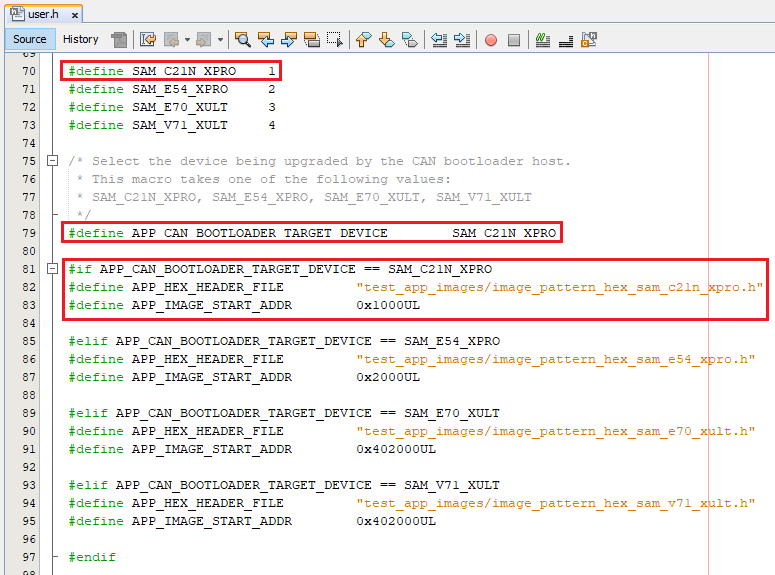 user.h x
Source History
69
70 #define SAM_C21N_XPRO 1
71 #define SAM_E54_XPRO 2
72 #define SAM_E70_XULT 3
73 #define SAM_V71_XULT 4
74
75 /* Select the device being upgraded by the CAN bootloader host.
76 * This macro takes one of the following values:
77 * SAM_C21N_XPRO, SAM_E54_XPRO, SAM_E70_XULT, SAM_V71_XULT
78 */
79 #define APP_CAN_BOOTLOADER_TARGET_DEVICE SAM_C21N_XPRO
80
81 #if APP_CAN_BOOTLOADER_TARGET_DEVICE == SAM_C21N_XPRO
82 #define APP_HEX_HEADER_FILE "test_app_images/image_pattern_hex_sam_c21n_xpro.h"
83 #define APP_IMAGE_START_ADDR 0x1000UL
84
85 #elif APP_CAN_BOOTLOADER_TARGET_DEVICE == SAM_E54_XPRO
86 #define APP_HEX_HEADER_FILE "test_app_images/image_pattern_hex_sam_e54_xpro.h"
87 #define APP_IMAGE_START_ADDR 0x2000UL
88
89 #elif APP_CAN_BOOTLOADER_TARGET_DEVICE == SAM_E70_XULT
90 #define APP_HEX_HEADER_FILE "test_app_images/image_pattern_hex_sam_e70_xult.h"
91 #define APP_IMAGE_START_ADDR 0x402000UL
92
93 #elif APP_CAN_BOOTLOADER_TARGET_DEVICE == SAM_V71_XULT
94 #define APP_HEX_HEADER_FILE "test_app_images/image_pattern_hex_sam_v71_xult.h"
95 #define APP_IMAGE_START_ADDR 0x402000UL
96
97 #endif
98